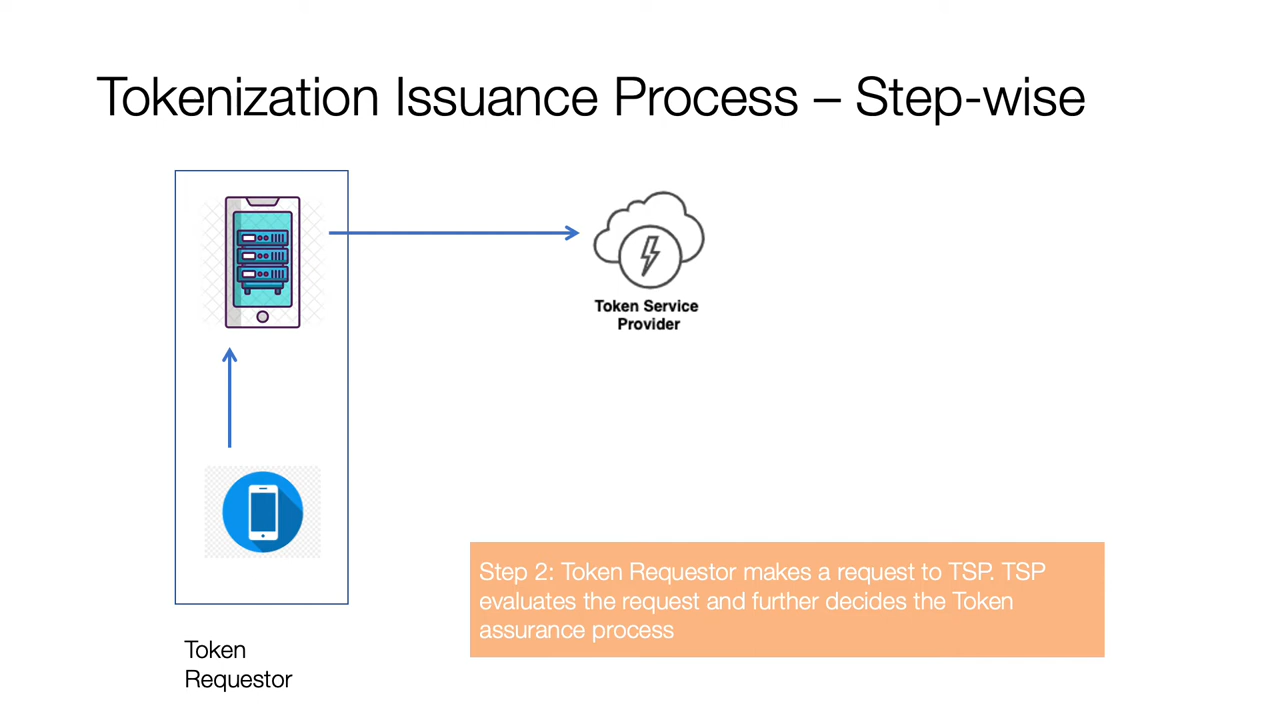 Tokenization Issuance Process – Step-wise
Token Service
Provider
Step 2: Token Requestor makes a request to TSP. TSP
evaluates the request and further decides the Token
assurance process
Token
Requestor